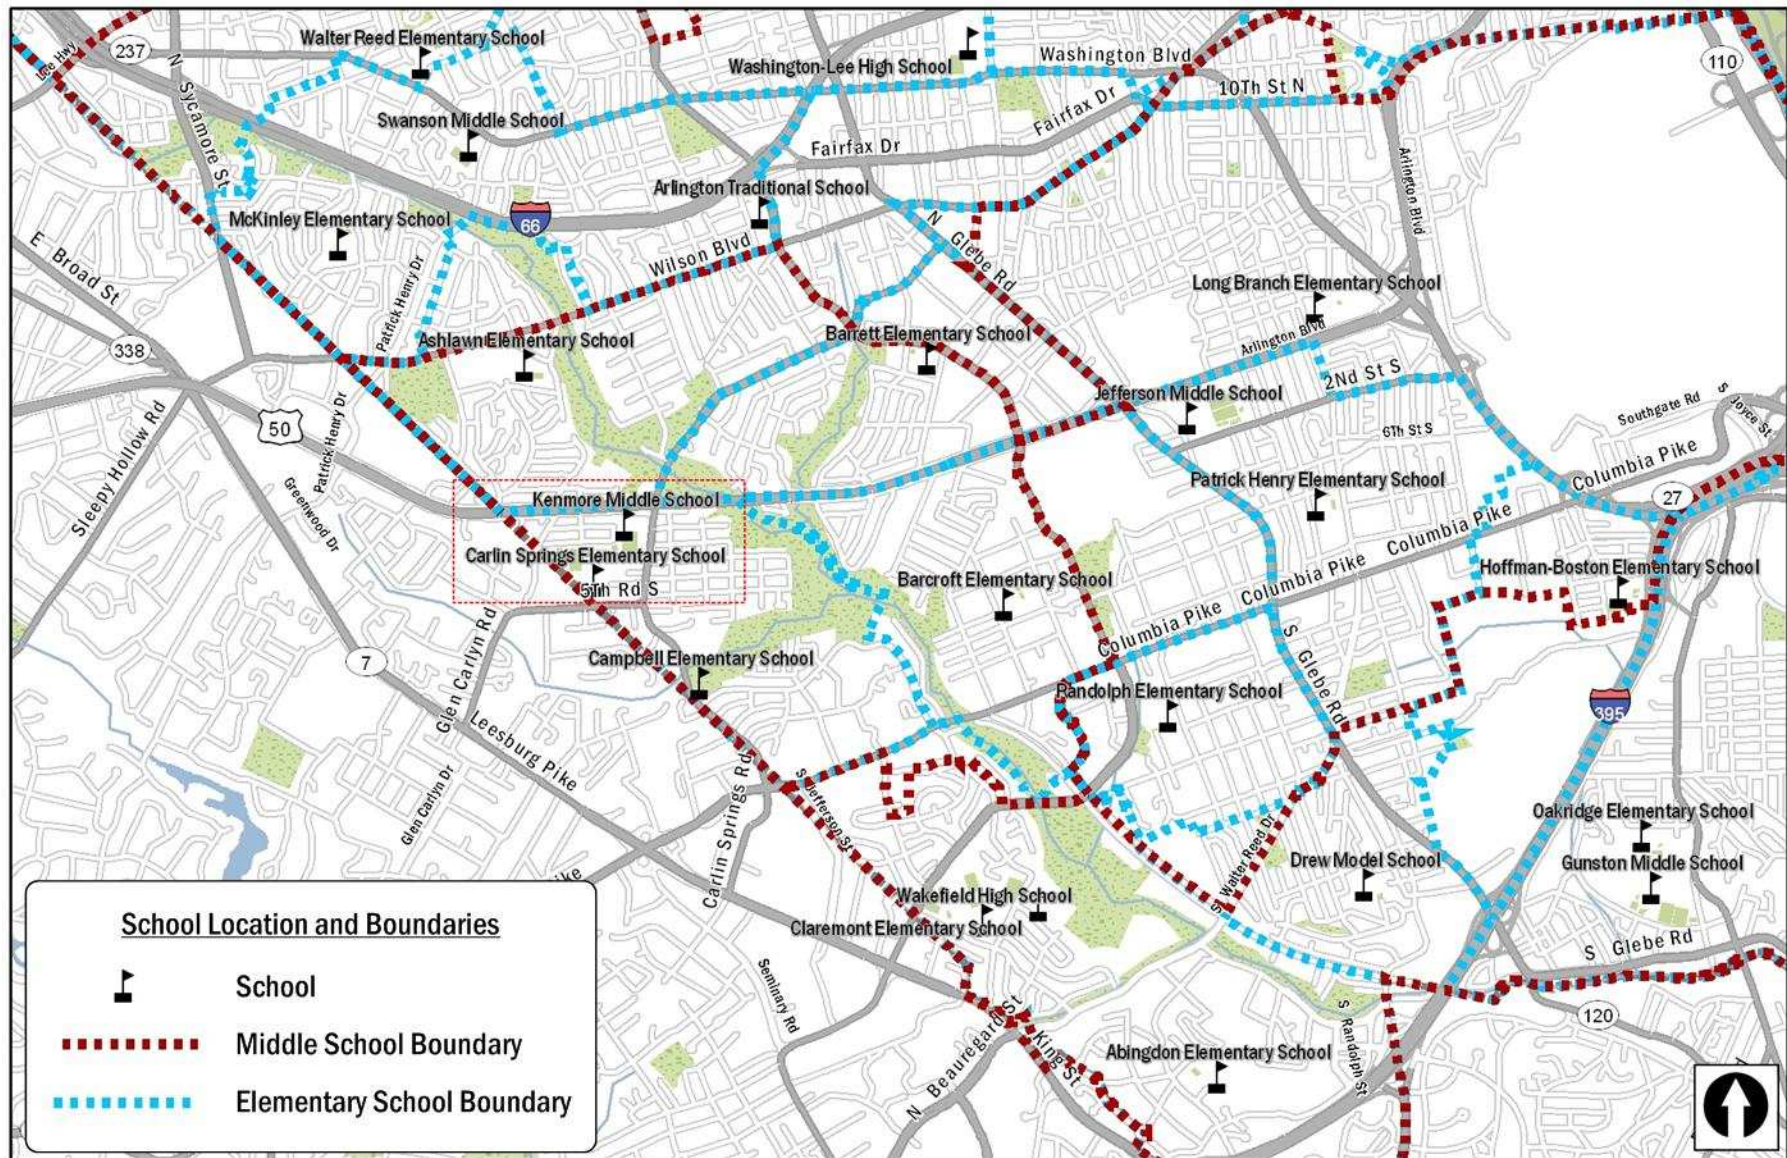 237
Walter Reed Elementary School
Lee Hwy
N Sycamore St
Washington-Lee High School
Washington Blvd
110
10Th St N
Swanson Middle School
Fairfax Dr
Fairfax Dr
Arlington Blvd
Arlington Traditional School
McKinley Elementary School
66
E Broad St
Wilson Blvd
N Glebe Rd
Patrick Henry Dr
Long Branch Elementary School
338
Ashlawn Elementary School
Barrett Elementary School
Arlington Blvd
2Nd St S
Jefferson Middle School
Patrick Henry Dr
50
Sleepy Hollow Rd
Southgate Rd
S Joyce St
6Th St S
Columbia Pike
Greenwood Dr
Kenmore Middle School
Patrick Henry Elementary School
27
Columbia Pike
Carlin Springs Elementary School
5Th Rd S
Barcroft Elementary School
Columbia Pike
Columbia Pike
Hoffman-Boston Elementary School
Glen Carlyn Rd
7
Campbell Elementary School
Randolph Elementary School
S Glebe Rd
395
Leesburg Pike
Glen Carlyn Dr
Carlin Springs Rd
S Jefferson St
S Walter Reed Dr
Oakridge Elementary School
Drew Model School
Gunston Middle School
Wakefield High School
Claremont Elementary School
S Glebe Rd
Seminary Rd
N Beauregard St
King St
S Randolph St
120
Abingdon Elementary School
School Location and Boundaries
School
Middle School Boundary
Elementary School Boundary